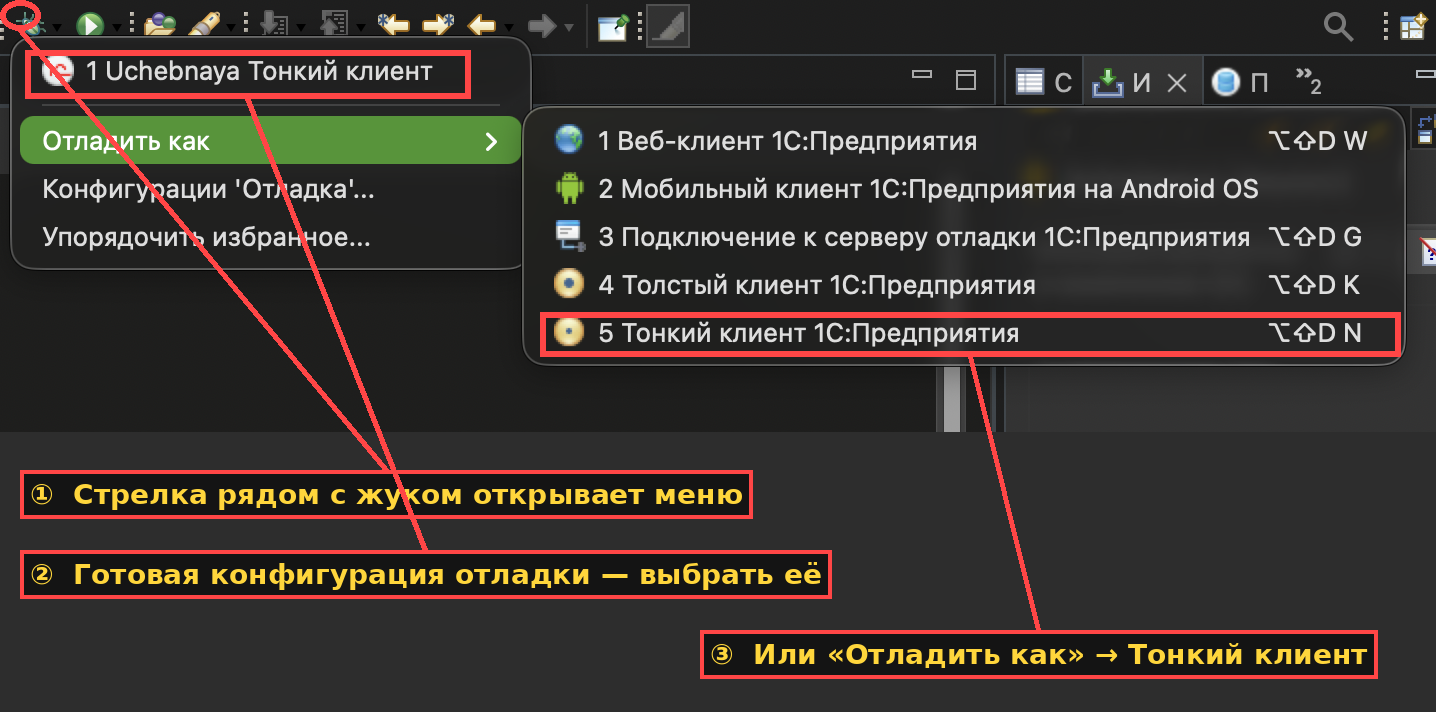 1 Uchebnaya Тонкий клиент
Отладить как
Конфигурации 'Отладка'...
Упорядочить избранное...
С
И
П
»2
1 Веб-клиент 1С:Предприятия ⌥⇧D W
2 Мобильный клиент 1С:Предприятия на Android OS
3 Подключение к серверу отладки 1С:Предприятия ⌥⇧D G
4 Толстый клиент 1С:Предприятия ⌥⇧D K
5 Тонкий клиент 1С:Предприятия ⌥⇧D N
① Стрелка рядом с жуком открывает меню
② Готовая конфигурация отладки — выбрать её
③ Или «Отладить как» → Тонкий клиент